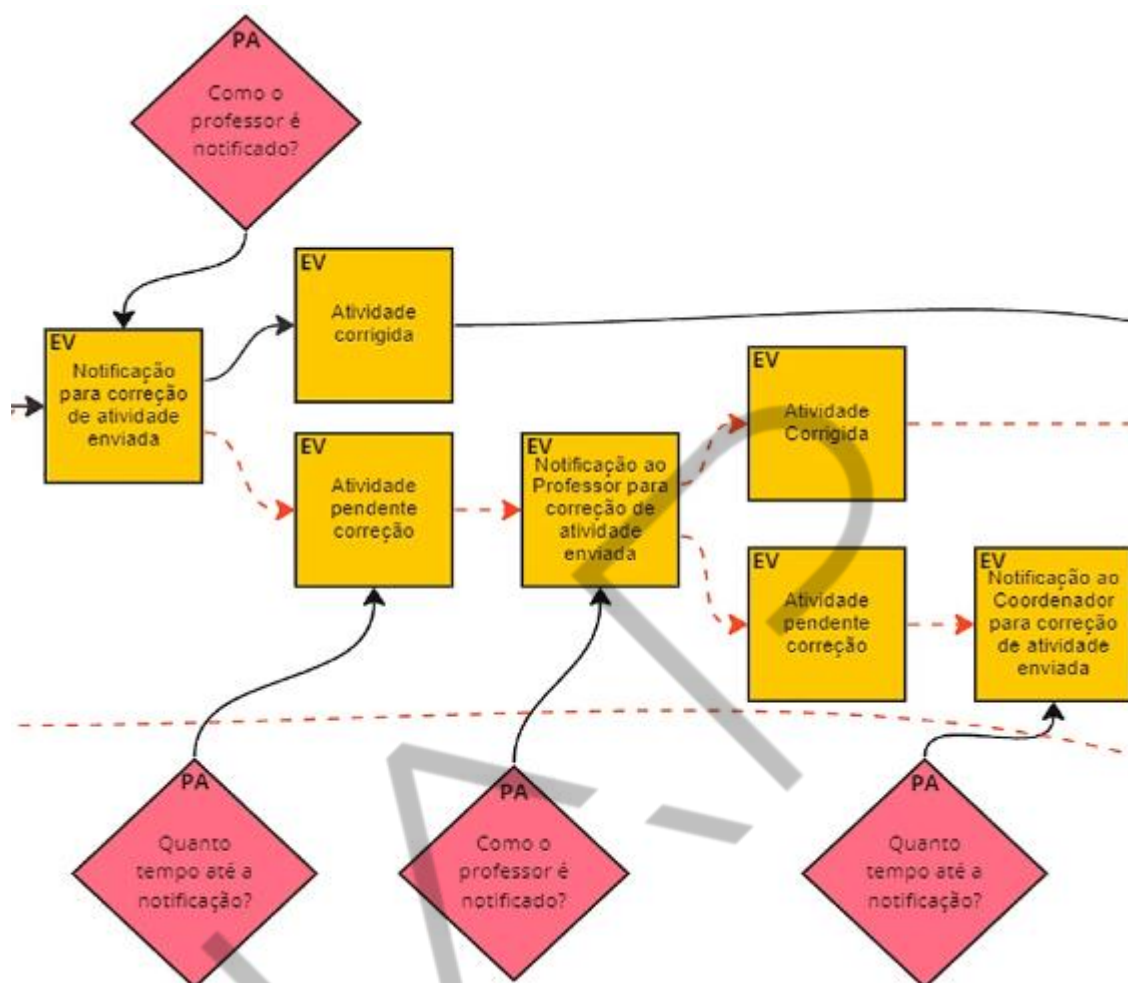 PA
Como o
professor é
notificado?
EV
Notificação
para correção
de atividade
enviada
EV
Atividade
corrigida
EV
Atividade
pendente
correção
EV
Notificação ao
Professor para
correção de
atividade
enviada
EV
Atividade
Corrigida
EV
Atividade
pendente
correção
EV
Notificação ao
Coordenador
para correção
de atividade
enviada
PA
Quanto
tempo até a
notificação?
PA
Como o
professor é
notificado?
PA
Quanto
tempo até a
notificação?